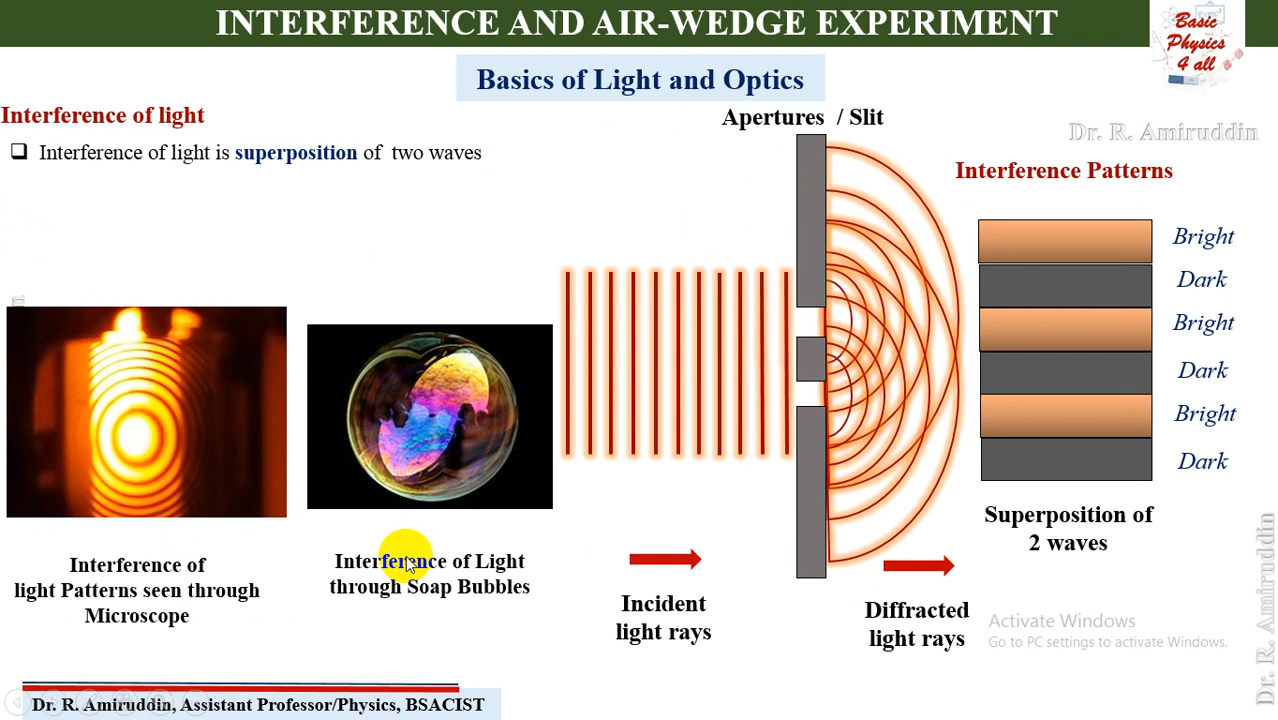 INTERFERENCE AND AIR-WEDGE EXPERIMENT
Basic
Physics
4 all
Basics of Light and Optics
Interference of light
Apertures / Slit
Dr. R. Amiruddin
❑ Interference of light is superposition of two waves
Interference Patterns
Bright
Dark
Bright
Dark
Bright
Dark
Superposition of
2 waves
Interference of
light Patterns seen through
Microscope
Interference of Light
through Soap Bubbles
Incident
light rays
Diffracted
light rays
Activate Windows
Go to PC settings to activate Windows.
Dr. R. Amiruddin
Dr. R. Amiruddin, Assistant Professor/Physics, BSACIST